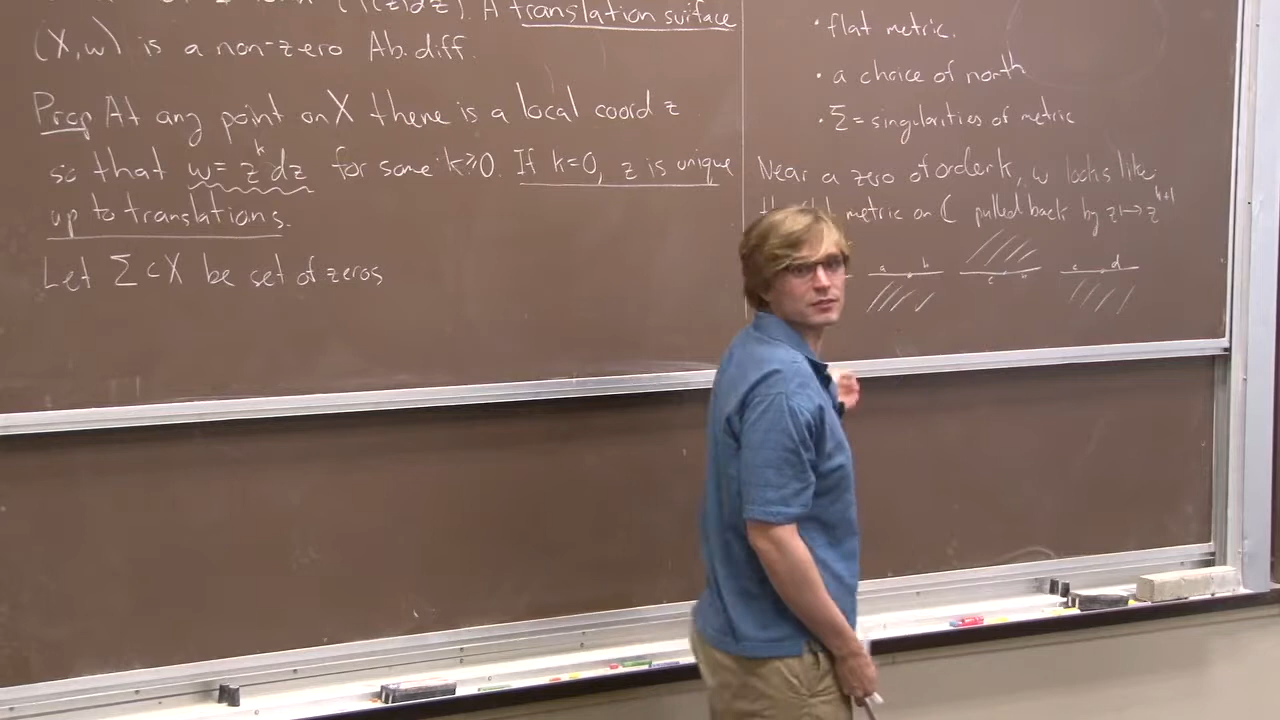 (f(z)dz). A translation surface
(X,ω) is a non-zero Ab. diff.
Prop At any point on X there is a local coord z
so that ω = z^k dz for some k≥0. If k=0, z is unique
up to translations.
Let Σ⊂X be set of zeros
· flat metric.
· a choice of north
· Σ = singularities of metric
Near a zero of order k, ω looks like
metric on ℂ pulled back by z↦z^{k+1}
a b c d